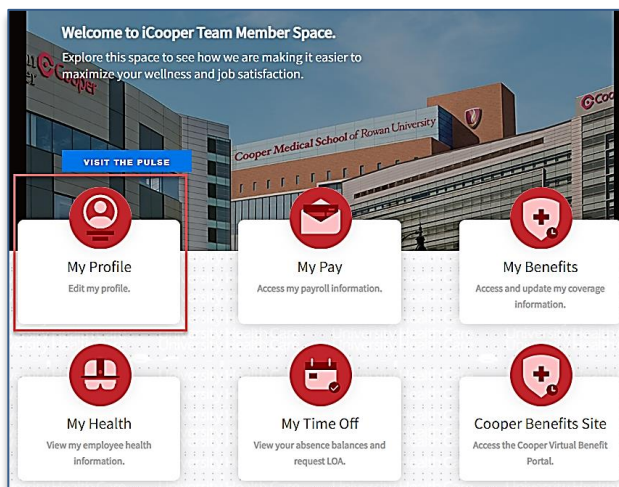 Welcome to iCooper Team Member Space.
Explore this space to see how we are making it easier to
maximize your wellness and job satisfaction.
Cooper
Cooper Medical School of Rowan University
Coo
VISIT THE PULSE
My Profile
Edit my profile.
My Pay
Access my payroll information.
My Benefits
Access and update my coverage
information.
My Health
View my employee health
information.
My Time Off
View your absence balances and
request LOA.
Cooper Benefits Site
Access the Cooper Virtual Benefit
Portal.